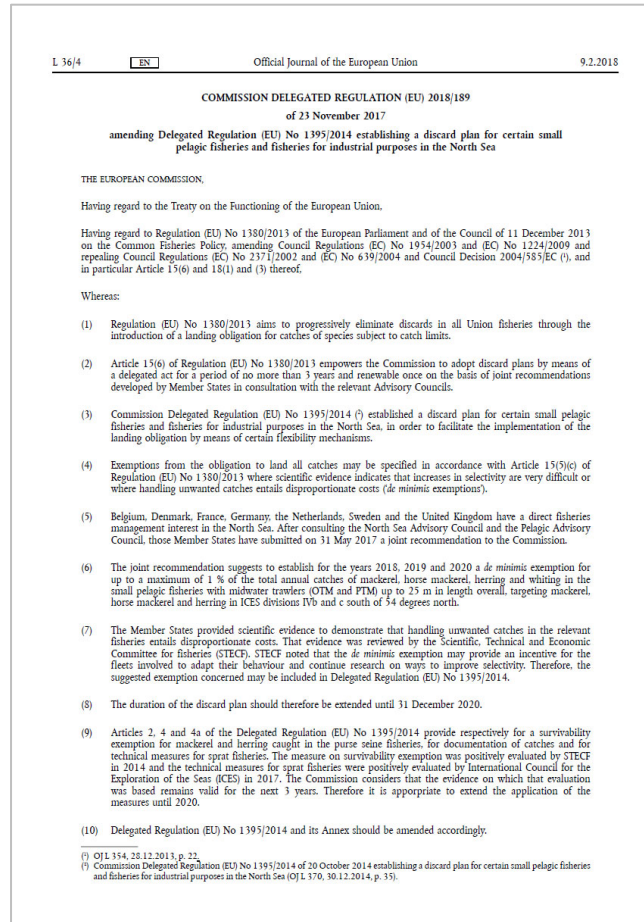 L 36/4 EN Official Journal of the European Union 9.2.2018
COMMISSION DELEGATED REGULATION (EU) 2018/189
of 23 November 2017
amending Delegated Regulation (EU) No 1395/2014 establishing a discard plan for certain small
pelagic fisheries and fisheries for industrial purposes in the North Sea
THE EUROPEAN COMMISSION,
Having regard to the Treaty on the Functioning of the European Union,
Having regard to Regulation (EU) No 1380/2013 of the European Parliament and of the Council of 11 December 2013
on the Common Fisheries Policy, amending Council Regulations (EC) No 1954/2003 and (EC) No 1224/2009 and
repealing Council Regulations (EC) No 2371/2002 and (EC) No 639/2004 and Council Decision 2004/585/EC (¹), and
in particular Article 15(6) and 18(1) and (3) thereof,
Whereas:
(1) Regulation (EU) No 1380/2013 aims to progressively eliminate discards in all Union fisheries through the
introduction of a landing obligation for catches of species subject to catch limits.
(2) Article 15(6) of Regulation (EU) No 1380/2013 empowers the Commission to adopt discard plans by means of
a delegated act for a period of no more than 3 years and renewable once on the basis of joint recommendations
developed by Member States in consultation with the relevant Advisory Councils.
(3) Commission Delegated Regulation (EU) No 1395/2014 (²) established a discard plan for certain small pelagic
fisheries and fisheries for industrial purposes in the North Sea, in order to facilitate the implementation of the
landing obligation by means of certain flexibility mechanisms.
(4) Exemptions from the obligation to land all catches may be specified in accordance with Article 15(5)(c) of
Regulation (EU) No 1380/2013 where scientific evidence indicates that increases in selectivity are very difficult or
where handling unwanted catches entails disproportionate costs ('de minimis exemptions').
(5) Belgium, Denmark, France, Germany, the Netherlands, Sweden and the United Kingdom have a direct fisheries
management interest in the North Sea. After consulting the North Sea Advisory Council and the Pelagic Advisory
Council, those Member States have submitted on 31 May 2017 a joint recommendation to the Commission.
(6) The joint recommendation suggests to establish for the years 2018, 2019 and 2020 a de minimis exemption for
up to a maximum of 1 % of the total annual catches of mackerel, horse mackerel, herring and whiting in the
small pelagic fisheries with midwater trawlers (OTM and PTM) up to 25 m in length overall, targeting mackerel,
horse mackerel and herring in ICES divisions IVb and c south of 54 degrees north.
(7) The Member States provided scientific evidence to demonstrate that handling unwanted catches in the relevant
fisheries entails disproportionate costs. That evidence was reviewed by the Scientific, Technical and Economic
Committee for fisheries (STECF). STECF noted that the de minimis exemption may provide an incentive for the
fleets involved to adapt their behaviour and continue research on ways to improve selectivity. Therefore, the
suggested exemption concerned may be included in Delegated Regulation (EU) No 1395/2014.
(8) The duration of the discard plan should therefore be extended until 31 December 2020.
(9) Articles 2, 4 and 4a of the Delegated Regulation (EU) No 1395/2014 provide respectively for a survivability
exemption for mackerel and herring caught in the purse seine fisheries, for documentation of catches and for
technical measures for sprat fisheries. The measure on survivability exemption was positively evaluated by STECF
in 2014 and the technical measures for sprat fisheries were positively evaluated by International Council for the
Exploration of the Seas (ICES) in 2017. The Commission considers that the evidence on which that evaluation
was based remains valid for the next 3 years. Therefore it is apporpriate to extend the application of the
measures until 2020.
(10) Delegated Regulation (EU) No 1395/2014 and its Annex should be amended accordingly.
(¹) OJ L 354, 28.12.2013, p. 22.
(²) Commission Delegated Regulation (EU) No 1395/2014 of 20 October 2014 establishing a discard plan for certain small pelagic fisheries
and fisheries for industrial purposes in the North Sea (OJ L 370, 30.12.2014, p. 35).